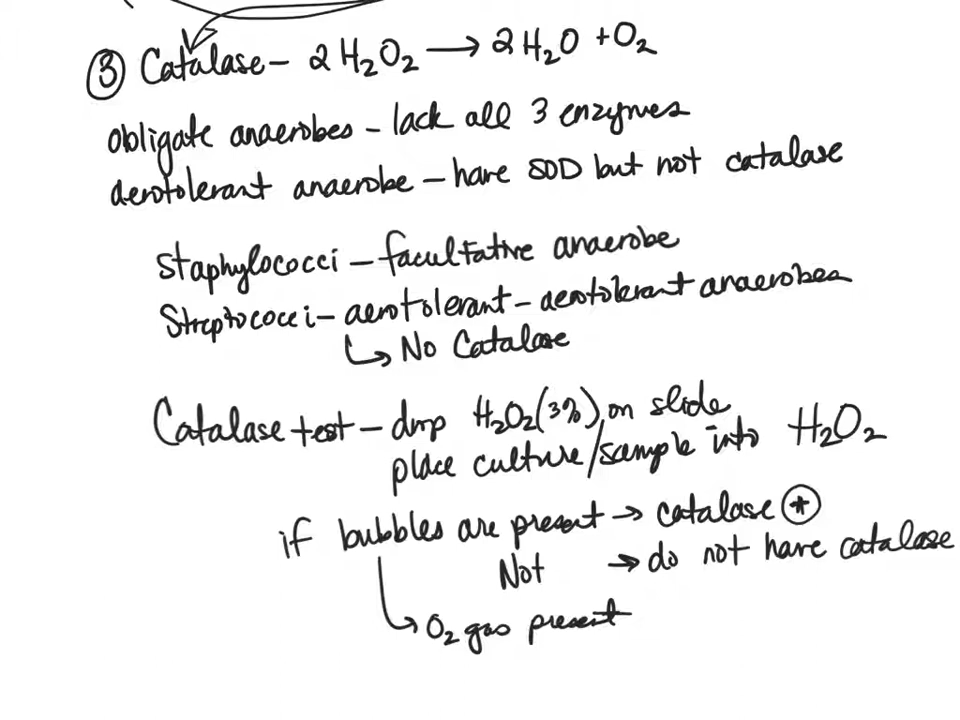 ③ Catalase - 2 H₂O₂ → 2 H₂O + O₂
obligate anaerobes - lack all 3 enzymes
aerotolerant anaerobe - have SOD but not catalase
Staphylococci - facultative anaerobe
Streptococci - aerotolerant - aerotolerant anaerobes
↳ No Catalase
Catalase test - drop H₂O₂ (3%) on slide
place culture/sample into H₂O₂
if bubbles are present → catalase ⊕
Not → do not have catalase
↳ O₂ gas present